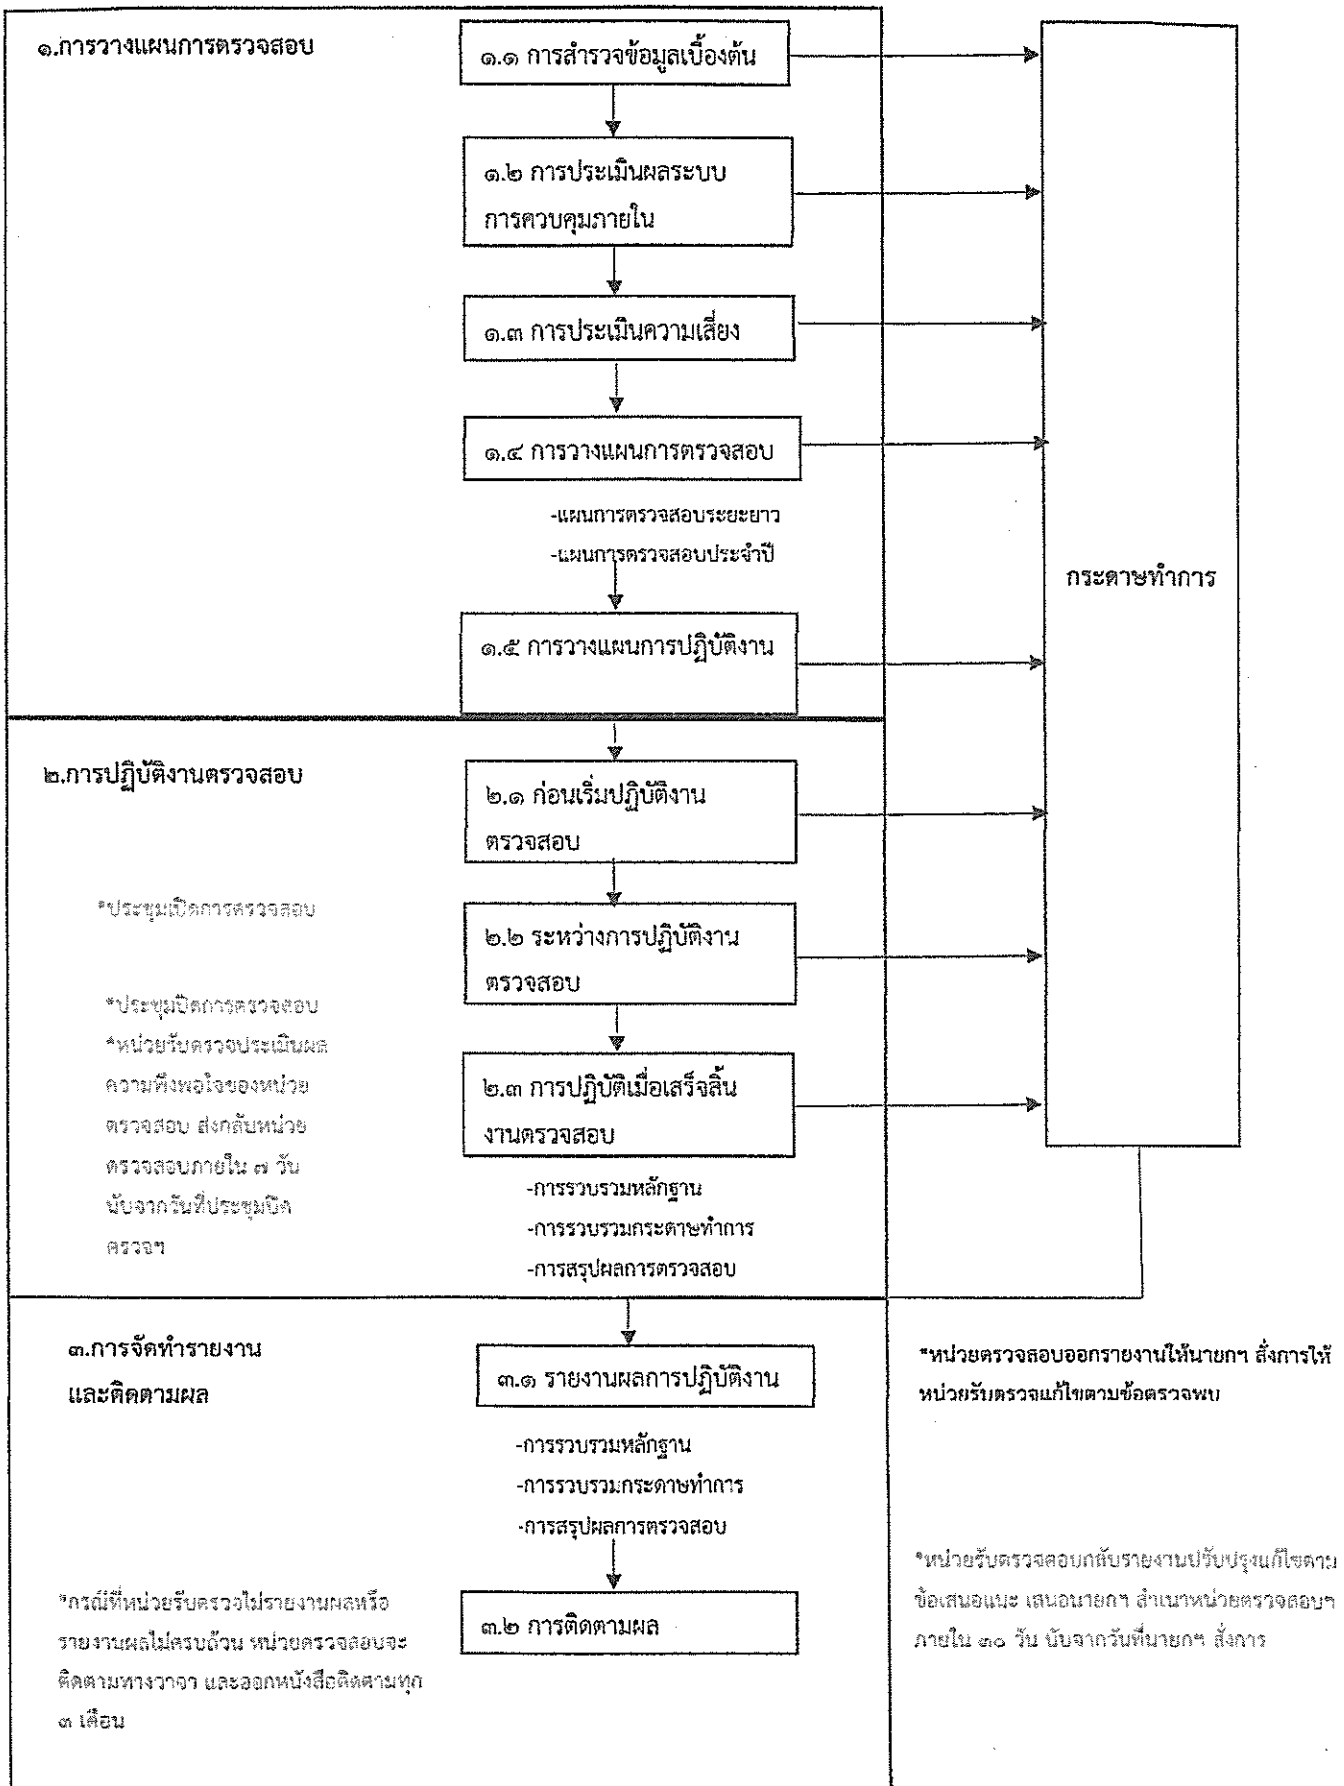 ๑.การวางแผนการตรวจสอบ
๑.๑ การสำรวจข้อมูลเบื้องต้น
๑.๒ การประเมินผลระบบ
การควบคุมภายใน
๑.๓ การประเมินความเสี่ยง
๑.๔ การวางแผนการตรวจสอบ
-แผนการตรวจสอบระยะยาว
-แผนการตรวจสอบประจำปี
กระดาษทำการ
๑.๕ การวางแผนการปฏิบัติงาน
๒.การปฏิบัติงานตรวจสอบ
๒.๑ ก่อนเริ่มปฏิบัติงาน
ตรวจสอบ
*ประชุมเปิดการตรวจสอบ
๒.๒ ระหว่างการปฏิบัติงาน
ตรวจสอบ
*ประชุมปิดการตรวจสอบ
*หน่วยรับตรวจประเมินผล
ความพึงพอใจของหน่วย
ตรวจสอบ ส่งกลับหน่วย
ตรวจสอบภายใน ๗ วัน
นับจากวันที่ประชุมปิด
ตรวจฯ
๒.๓ การปฏิบัติเมื่อเสร็จสิ้น
งานตรวจสอบ
-การรวบรวมหลักฐาน
-การรวบรวมกระดาษทำการ
-การสรุปผลการตรวจสอบ
๓.การจัดทำรายงาน
และติดตามผล
๓.๑ รายงานผลการปฏิบัติงาน
*หน่วยตรวจสอบออกรายงานให้นายกฯ สั่งการให้
หน่วยรับตรวจแก้ไขตามข้อตรวจพบ
-การรวบรวมหลักฐาน
-การรวบรวมกระดาษทำการ
-การสรุปผลการตรวจสอบ
*หน่วยรับตรวจตอบกลับรายงานปรับปรุงแก้ไขตาม
ข้อเสนอแนะ เสนอนายกฯ สำเนาหน่วยตรวจสอบฯ
ภายใน ๓๐ วัน นับจากวันที่นายกฯ สั่งการ
*กรณีที่หน่วยรับตรวจไม่รายงานผลหรือ
รายงานผลไม่ครบถ้วน หน่วยตรวจสอบจะ
ติดตามทางวาจา และออกหนังสือติดตามทุก
๓ เดือน
๓.๒ การติดตามผล